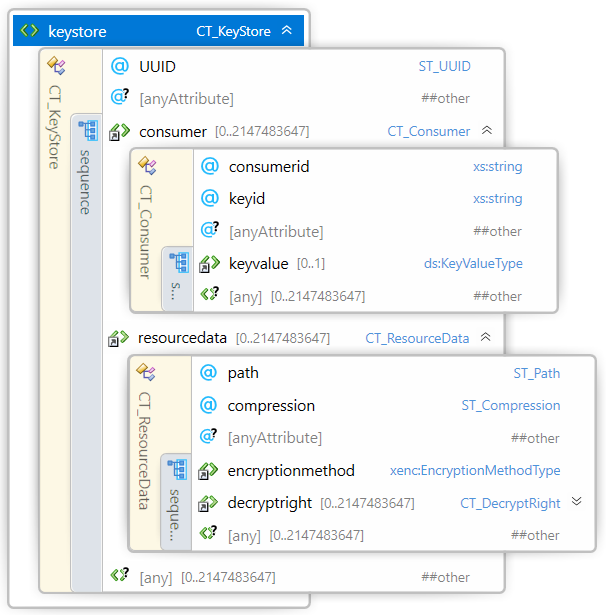 keystore CT_KeyStore
CT_KeyStore
sequence
UUID ST_UUID
[anyAttribute] ##other
consumer [0..2147483647] CT_Consumer
CT_Consumer
s...
consumerid xs:string
keyid xs:string
[anyAttribute] ##other
keyvalue [0..1] ds:KeyValueType
[any] [0..2147483647] ##other
resourcedata [0..2147483647] CT_ResourceData
CT_ResourceData
seque...
path ST_Path
compression ST_Compression
[anyAttribute] ##other
encryptionmethod xenc:EncryptionMethodType
decryptright [0..2147483647] CT_DecryptRight
[any] [0..2147483647] ##other
[any] [0..2147483647] ##other